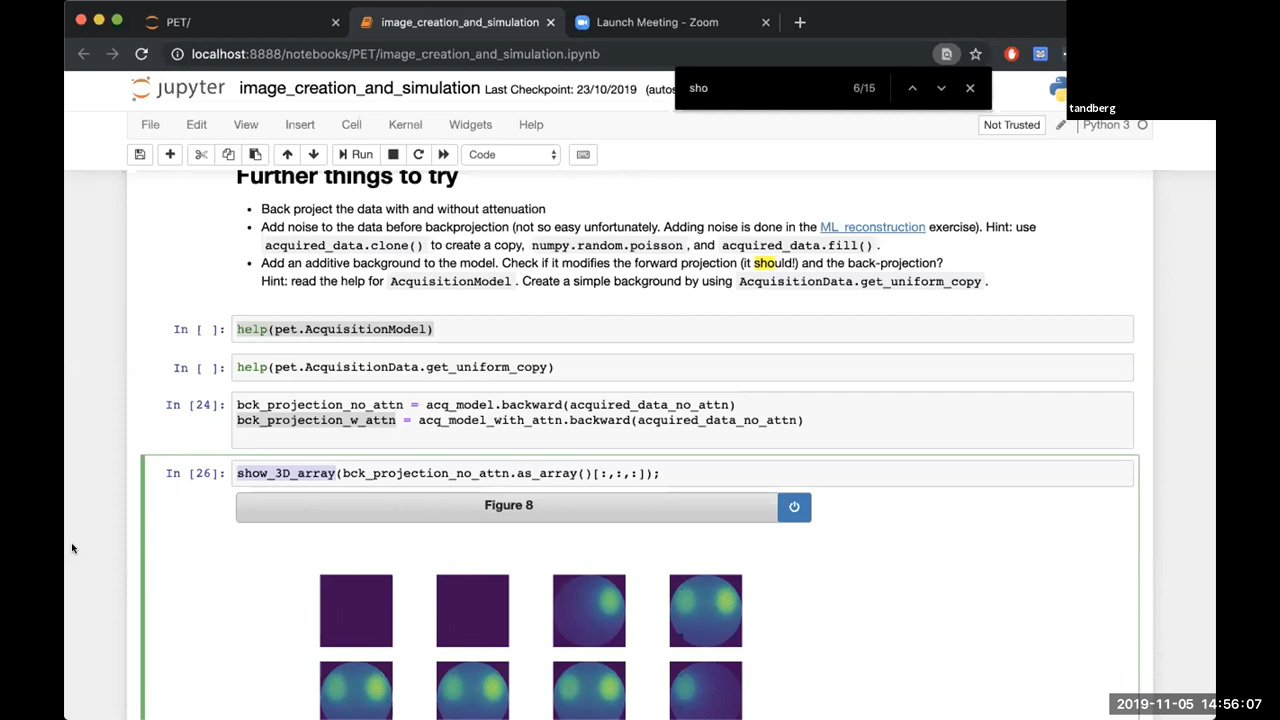 PET/
image_creation_and_simulation
Launch Meeting - Zoom
localhost:8888/notebooks/PET/image_creation_and_simulation.ipynb
sho 6/15
tandberg
jupyter image_creation_and_simulation Last Checkpoint: 23/10/2019 (autos
File Edit View Insert Cell Kernel Widgets Help Not Trusted Python 3
Run Code
Further things to try
• Back project the data with and without attenuation
• Add noise to the data before backprojection (not so easy unfortunately. Adding noise is done in the ML_reconstruction exercise). Hint: use
acquired_data.clone() to create a copy, numpy.random.poisson, and acquired_data.fill().
• Add an additive background to the model. Check if it modifies the forward projection (it should!) and the back-projection?
Hint: read the help for AcquisitionModel. Create a simple background by using AcquisitionData.get_uniform_copy.
In [ ]: help(pet.AcquisitionModel)
In [ ]: help(pet.AcquisitionData.get_uniform_copy)
In [24]: bck_projection_no_attn = acq_model.backward(acquired_data_no_attn)
bck_projection_w_attn = acq_model_with_attn.backward(acquired_data_no_attn)
In [26]: show_3D_array(bck_projection_no_attn.as_array()[:,:,:]);
Figure 8
2019-11-05 14:56:07